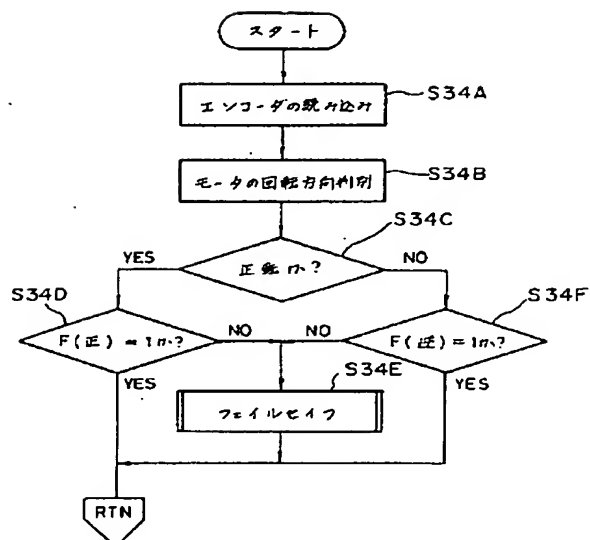 スタート
エンコーダの読み込み
S34A
モータの回転方向判別
S34B
S34C
正転か?
YES
NO
S34D
S34F
F(正)=1か?
NO
NO
F(逆)=1か?
YES
S34E
YES
フェイルセイフ
RTN